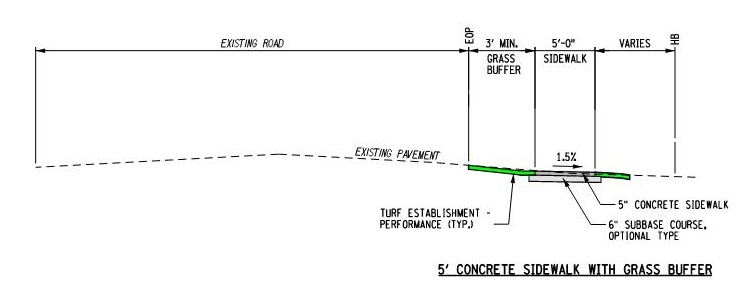 EXISTING ROAD
EOP
3' MIN.
GRASS
BUFFER
5'-0"
SIDEWALK
VARIES
HB
EXISTING PAVEMENT
1.5%
TURF ESTABLISHMENT -
PERFORMANCE (TYP.)
5" CONCRETE SIDEWALK
6" SUBBASE COURSE,
OPTIONAL TYPE
5' CONCRETE SIDEWALK WITH GRASS BUFFER